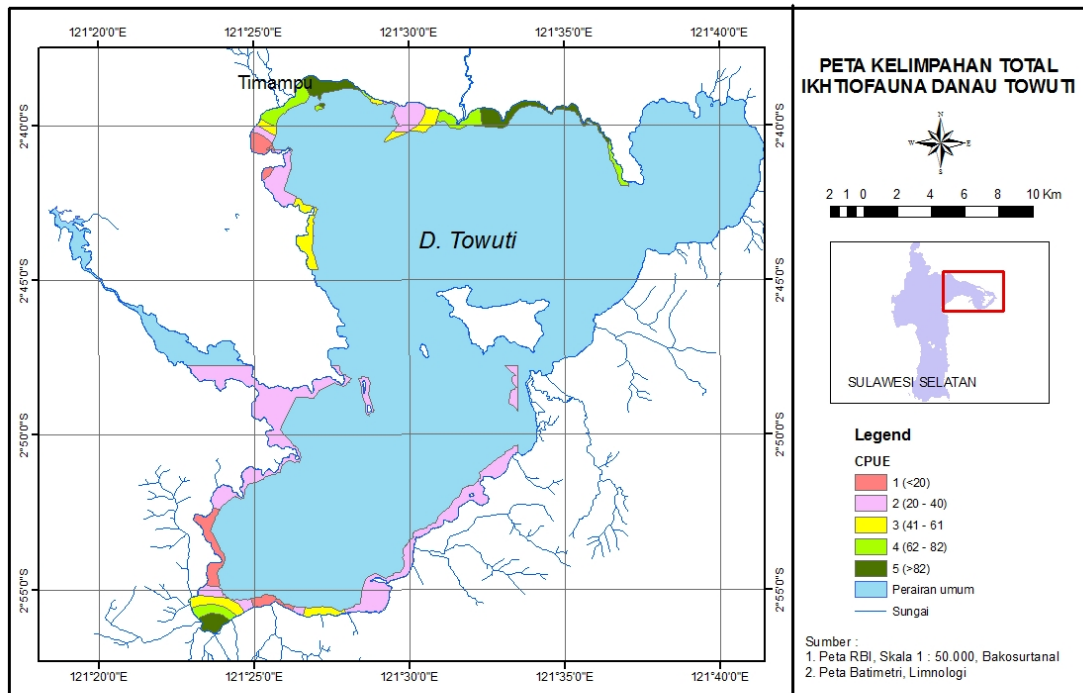 121°20'0"E
121°25'0"E
121°30'0"E
121°35'0"E
121°40'0"E
Timampu
2°40'0"S
2°40'0"S
D. Towuti
2°45'0"S
2°45'0"S
2°50'0"S
2°50'0"S
2°55'0"S
2°55'0"S
121°20'0"E
121°25'0"E
121°30'0"E
121°35'0"E
121°40'0"E
PETA KELIMPAHAN TOTAL
IKHTIOFAUNA DANAU TOWUTI
N
W
E
S
2 1 0 2 4 6 8 10 Km
SULAWESI SELATAN
Legend
CPUE
1 (<20)
2 (20 - 40)
3 (41 - 61
4 (62 - 82)
5 (>82)
Perairan umum
Sungai
Sumber :
1. Peta RBI, Skala 1 : 50.000, Bakosurtanal
2. Peta Batimetri, Limnologi